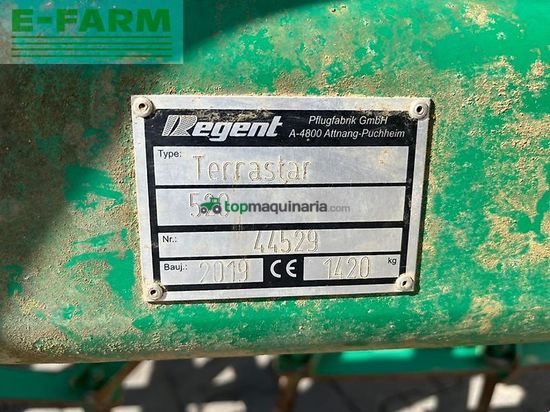 E-FARM
Regent
Pflugfabrik GmbH
A-4800 Attnang-Puchheim
Type:
Terrastar
topmaquinaria.com
Nr.: 44529
Bauj.: 2019 CE 1420 kg